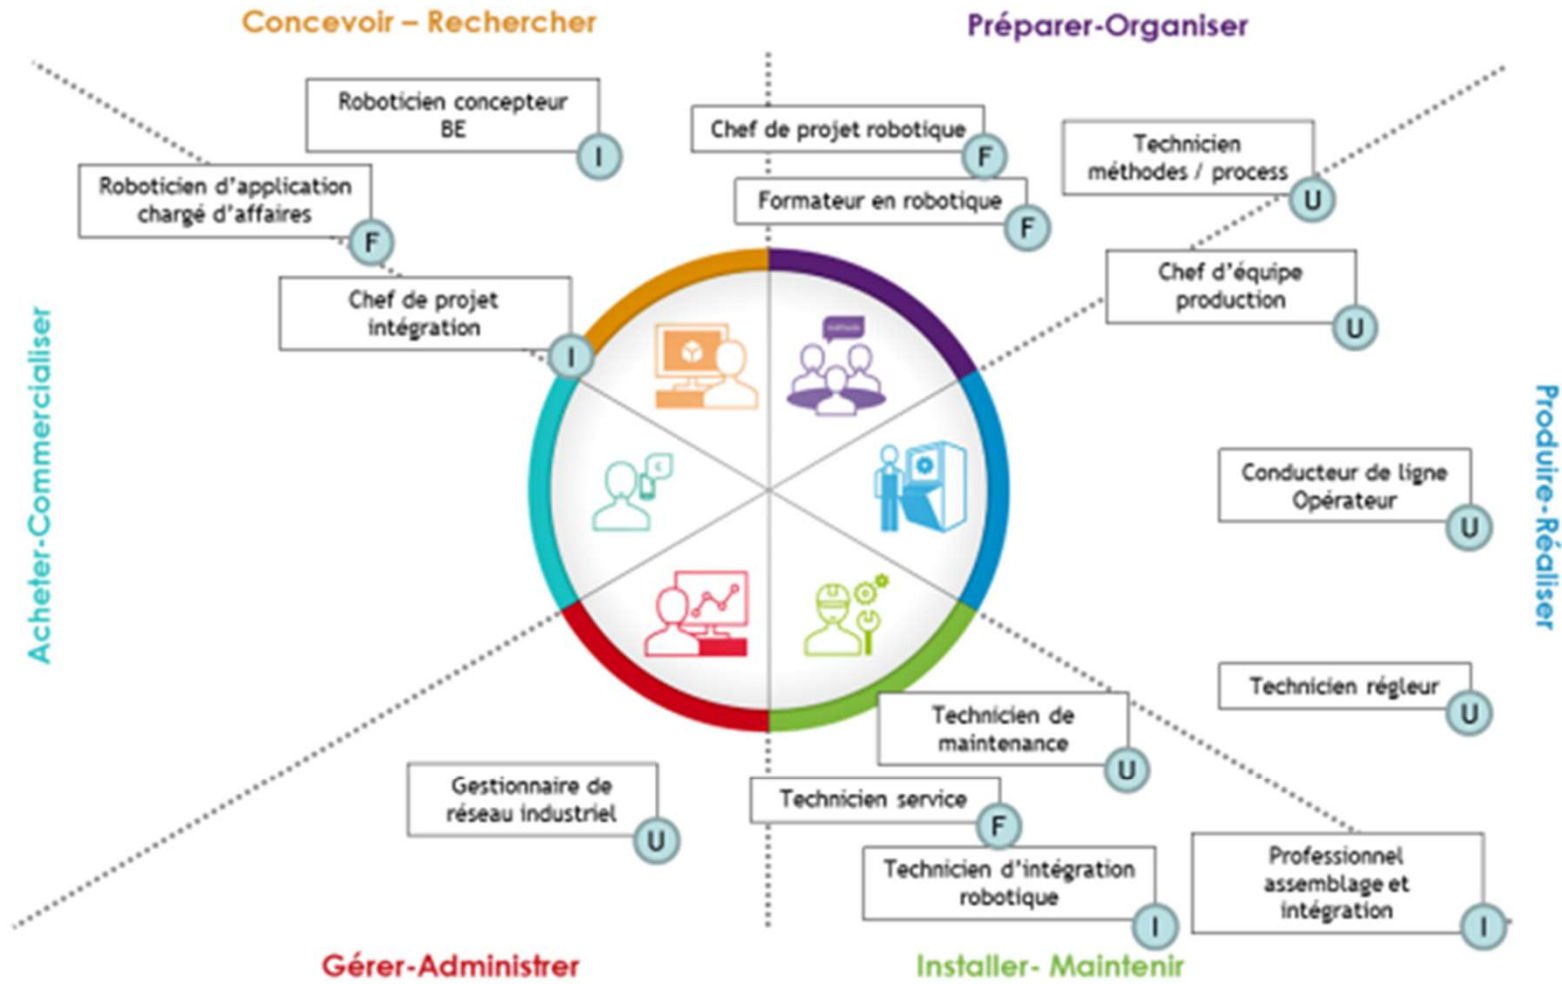 Concevoir – Rechercher
Préparer-Organiser
Roboticien concepteur
BE
I
Chef de projet robotique
F
Technicien
méthodes / process
U
Roboticien d'application
chargé d'affaires
F
Formateur en robotique
F
Chef de projet
intégration
I
Chef d'équipe
production
U
Acheter-Commercialiser
Produire-Réaliser
Conducteur de ligne
Opérateur
U
Technicien régleur
U
Technicien de
maintenance
U
Gestionnaire de
réseau industriel
U
Technicien service
F
Technicien d'intégration
robotique
I
Professionnel
assemblage et
intégration
I
Gérer-Administrer
Installer- Maintenir